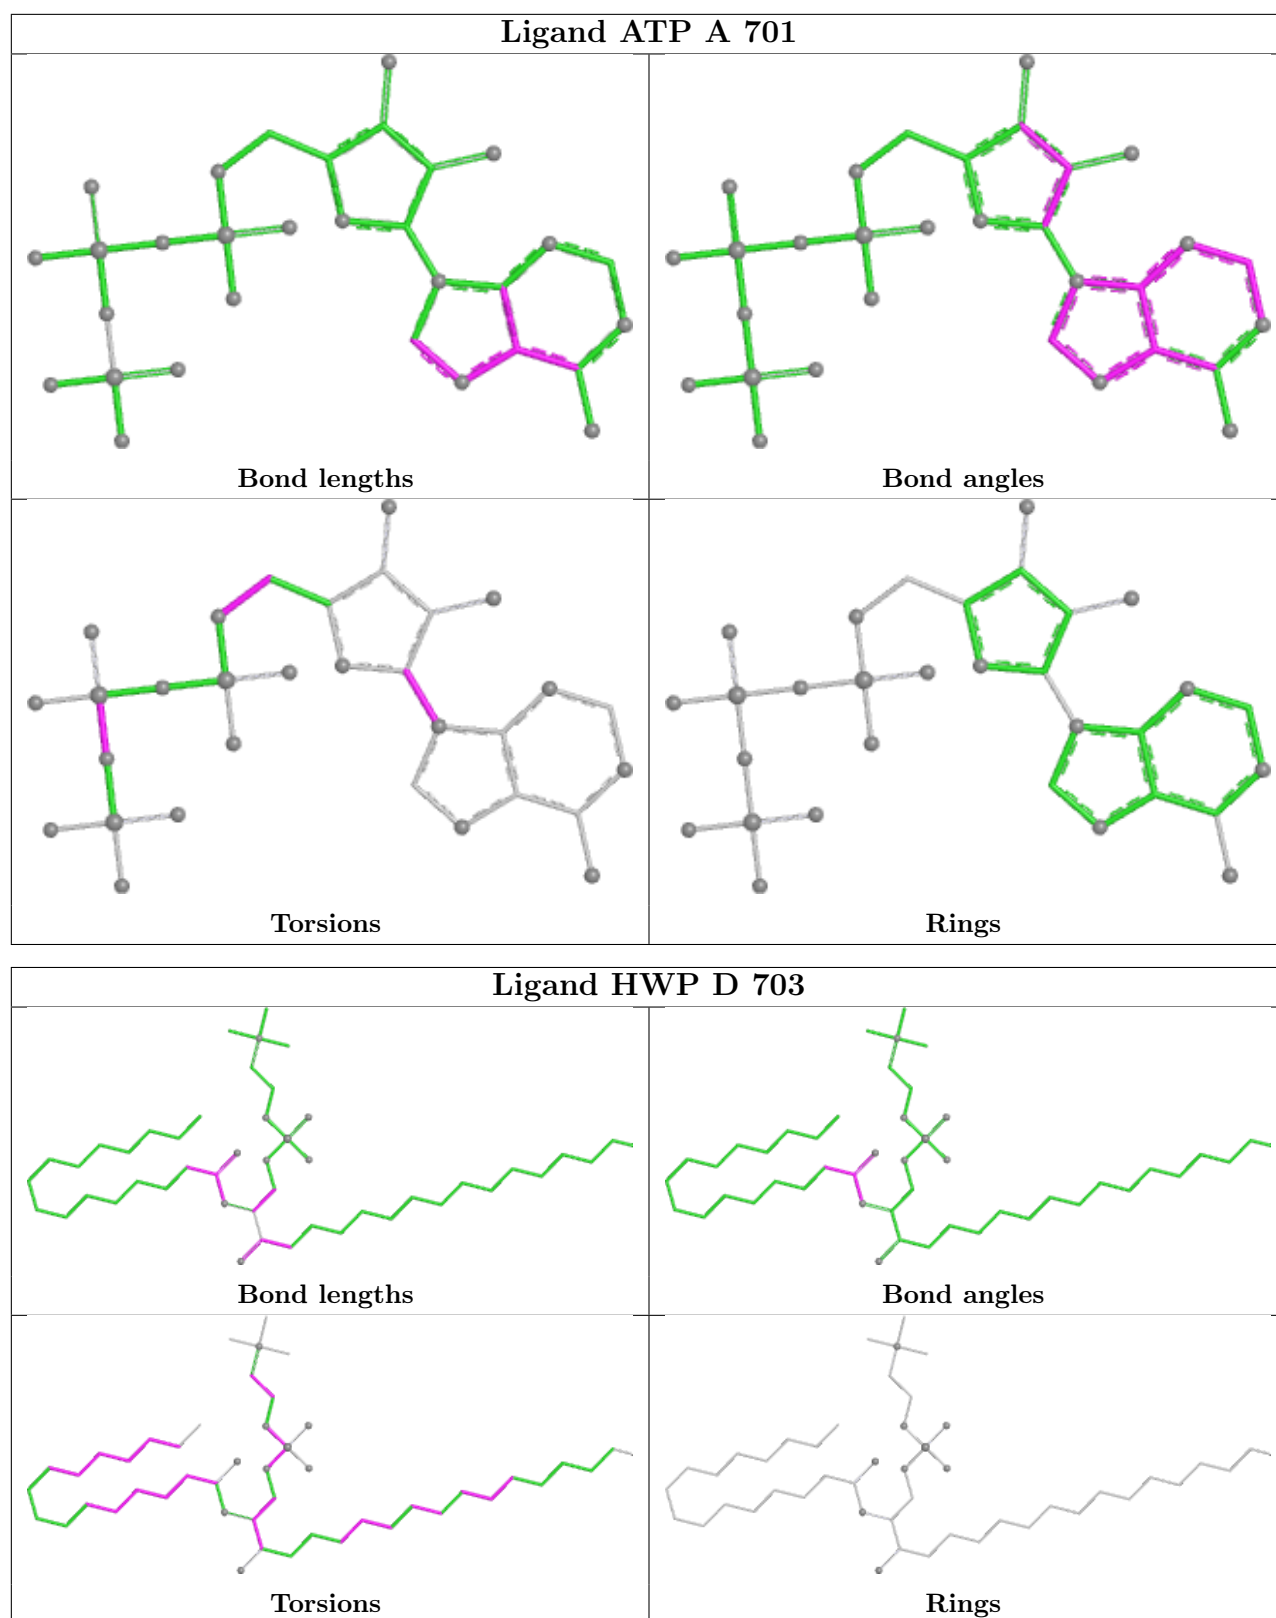 Ligand ATP A 701
Bond lengths
Bond angles
Torsions
Rings
Ligand HWP D 703
Bond lengths
Bond angles
Torsions
Rings